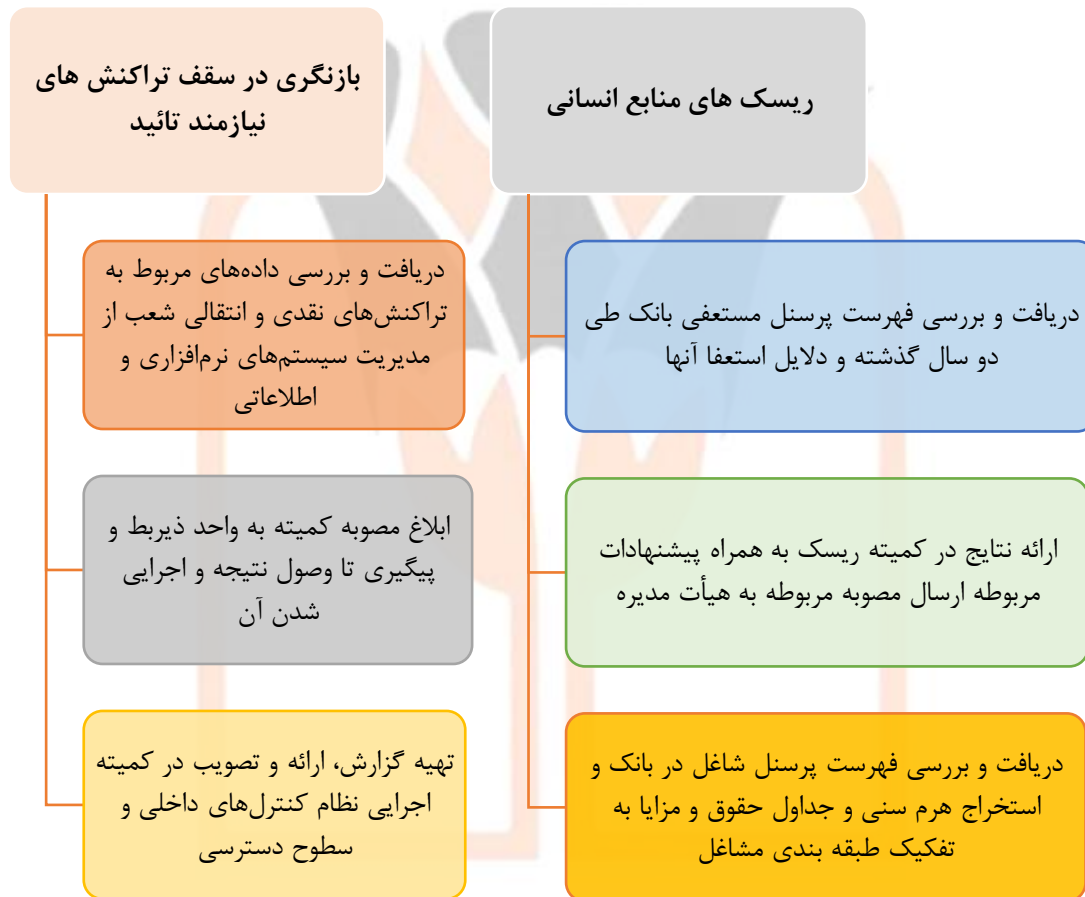 ریسک های منابع انسانی
دریافت و بررسی فهرست پرسنل مستعفی بانک طی
دو سال گذشته و دلایل استعفا آنها
ارائه نتایج در کمیته ریسک به همراه پیشنهادات
مربوطه ارسال مصوبه مربوطه به هیأت مدیره
دریافت و بررسی فهرست پرسنل شاغل در بانک و
استخراج هرم سنی و جداول حقوق و مزایا به
تفکیک طبقه بندی مشاغل
بازنگری در سقف تراکنش های
نیازمند تائید
دریافت و بررسی داده‌های مربوط به
تراکنش‌های نقدی و انتقالی شعب از
مدیریت سیستم‌های نرم‌افزاری و
اطلاعاتی
ابلاغ مصوبه کمیته به واحد ذیربط و
پیگیری تا وصول نتیجه و اجرایی
شدن آن
تهیه گزارش، ارائه و تصویب در کمیته
اجرایی نظام کنترل‌های داخلی و
سطوح دسترسی